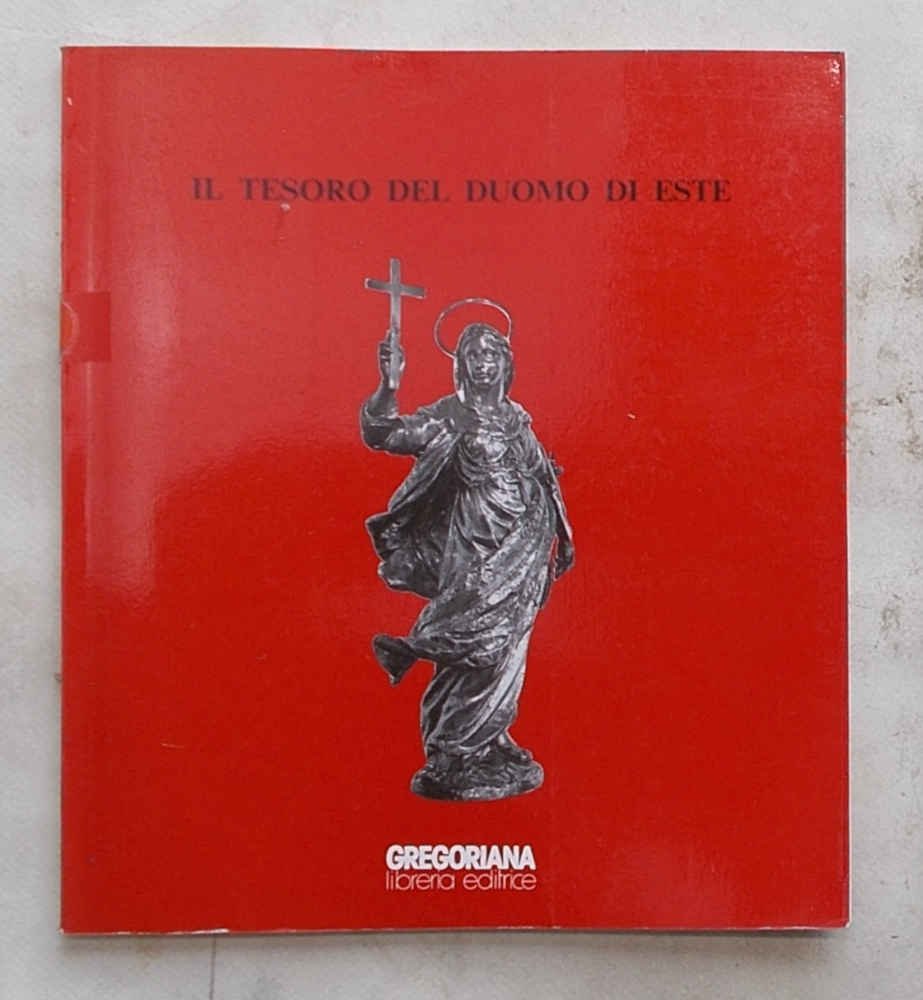 IL TESORO DEL DUOMO DI ESTE
GREGORIANA
libreria editrice